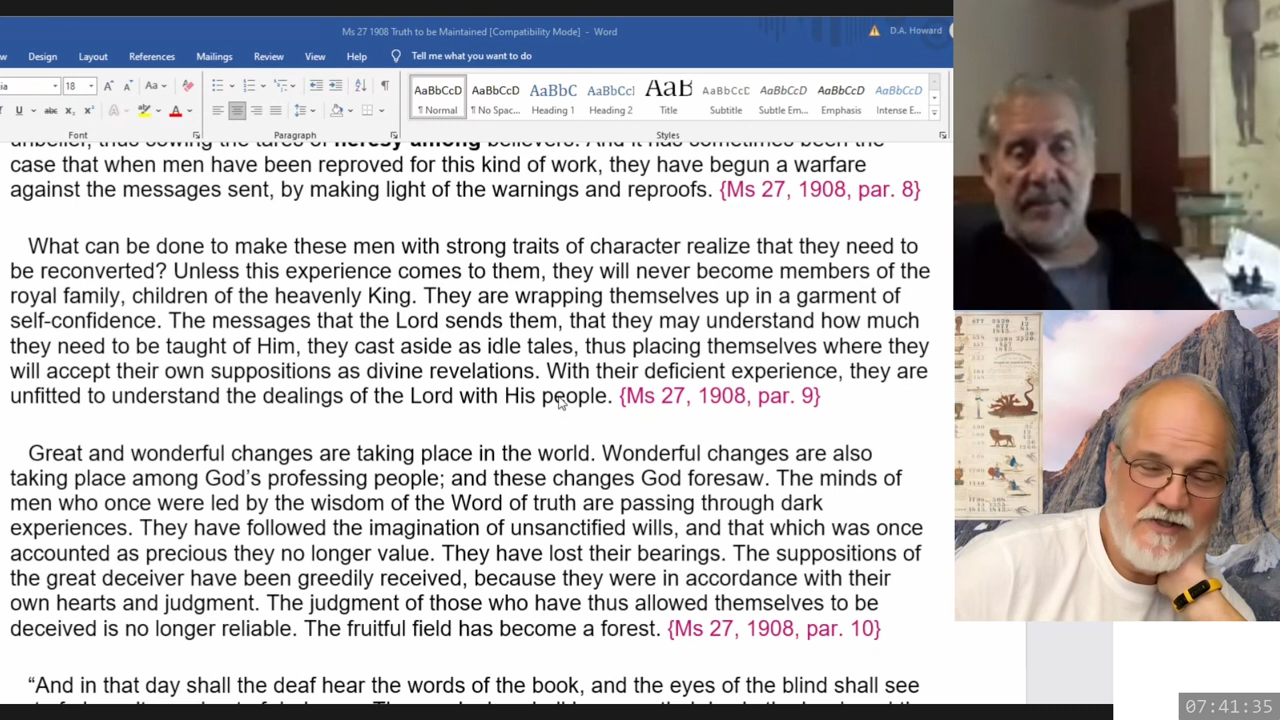 Ms 27 1908 Truth to be Maintained [Compatibility Mode] - Word
D.A. Howard
Design Layout References Mailings Review View Help Tell me what you want to do
18 Aa
AaBbCcD AaBbCcD AaBbC AaBbCcl AaB AaBbCcD AaBbCcD AaBbCcD AaBbCcD
¶ Normal ¶ No Spac... Heading 1 Heading 2 Title Subtitle Subtle Em... Emphasis Intense E...
Font Paragraph Styles
case that when men have been reproved for this kind of work, they have begun a warfare
against the messages sent, by making light of the warnings and reproofs. {Ms 27, 1908, par. 8}
What can be done to make these men with strong traits of character realize that they need to
be reconverted? Unless this experience comes to them, they will never become members of the
royal family, children of the heavenly King. They are wrapping themselves up in a garment of
self-confidence. The messages that the Lord sends them, that they may understand how much
they need to be taught of Him, they cast aside as idle tales, thus placing themselves where they
will accept their own suppositions as divine revelations. With their deficient experience, they are
unfitted to understand the dealings of the Lord with His people. {Ms 27, 1908, par. 9}
Great and wonderful changes are taking place in the world. Wonderful changes are also
taking place among God’s professing people; and these changes God foresaw. The minds of
men who once were led by the wisdom of the Word of truth are passing through dark
experiences. They have followed the imagination of unsanctified wills, and that which was once
accounted as precious they no longer value. They have lost their bearings. The suppositions of
the great deceiver have been greedily received, because they were in accordance with their
own hearts and judgment. The judgment of those who have thus allowed themselves to be
deceived is no longer reliable. The fruitful field has become a forest. {Ms 27, 1908, par. 10}
“And in that day shall the deaf hear the words of the book, and the eyes of the blind shall see
07:41:35